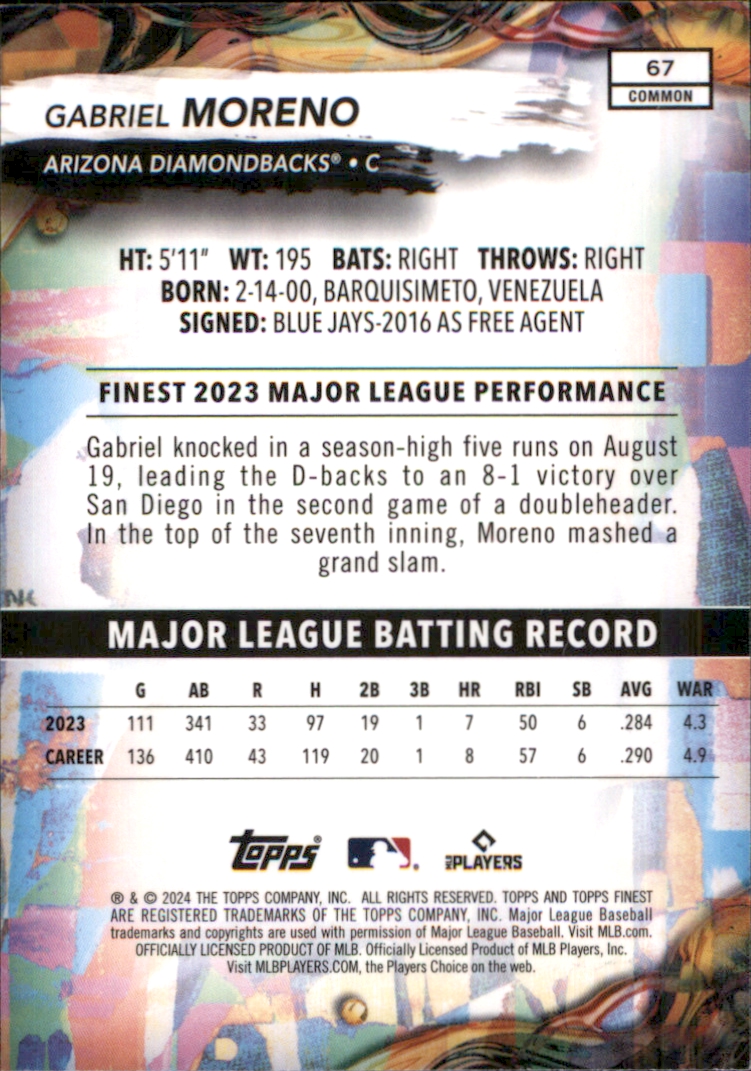 67
COMMON
GABRIEL MORENO
ARIZONA DIAMONDBACKS® • C
HT: 5'11" WT: 195 BATS: RIGHT THROWS: RIGHT
BORN: 2-14-00, BARQUISIMETO, VENEZUELA
SIGNED: BLUE JAYS-2016 AS FREE AGENT
FINEST 2023 MAJOR LEAGUE PERFORMANCE
Gabriel knocked in a season-high five runs on August
19, leading the D-backs to an 8-1 victory over
San Diego in the second game of a doubleheader.
In the top of the seventh inning, Moreno mashed a
grand slam.
MAJOR LEAGUE BATTING RECORD
G AB R H 2B 3B HR RBI SB AVG WAR
2023 111 341 33 97 19 1 7 50 6 .284 4.3
CAREER 136 410 43 119 20 1 8 57 6 .290 4.9
Topps® MLB PLAYERS
® & © 2024 THE TOPPS COMPANY, INC. ALL RIGHTS RESERVED. TOPPS AND TOPPS FINEST
ARE REGISTERED TRADEMARKS OF THE TOPPS COMPANY, INC. Major League Baseball
trademarks and copyrights are used with permission of Major League Baseball. Visit MLB.com.
OFFICIALLY LICENSED PRODUCT OF MLB. Officially Licensed Product of MLB Players, Inc.
Visit MLBPLAYERS.COM, the Players Choice on the web.